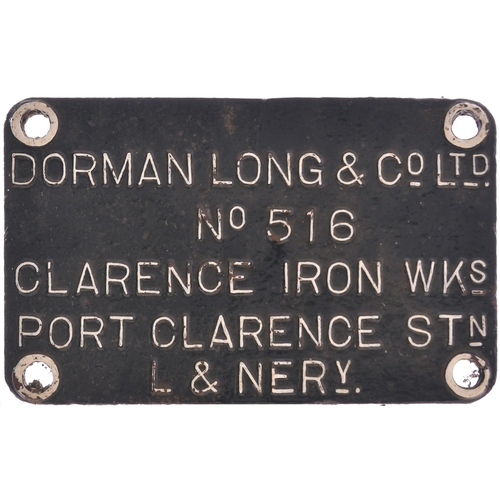 DORMAN LONG & Co LTD.
No 516
CLARENCE IRON WKs
PORT CLARENCE STN
L & NERY.